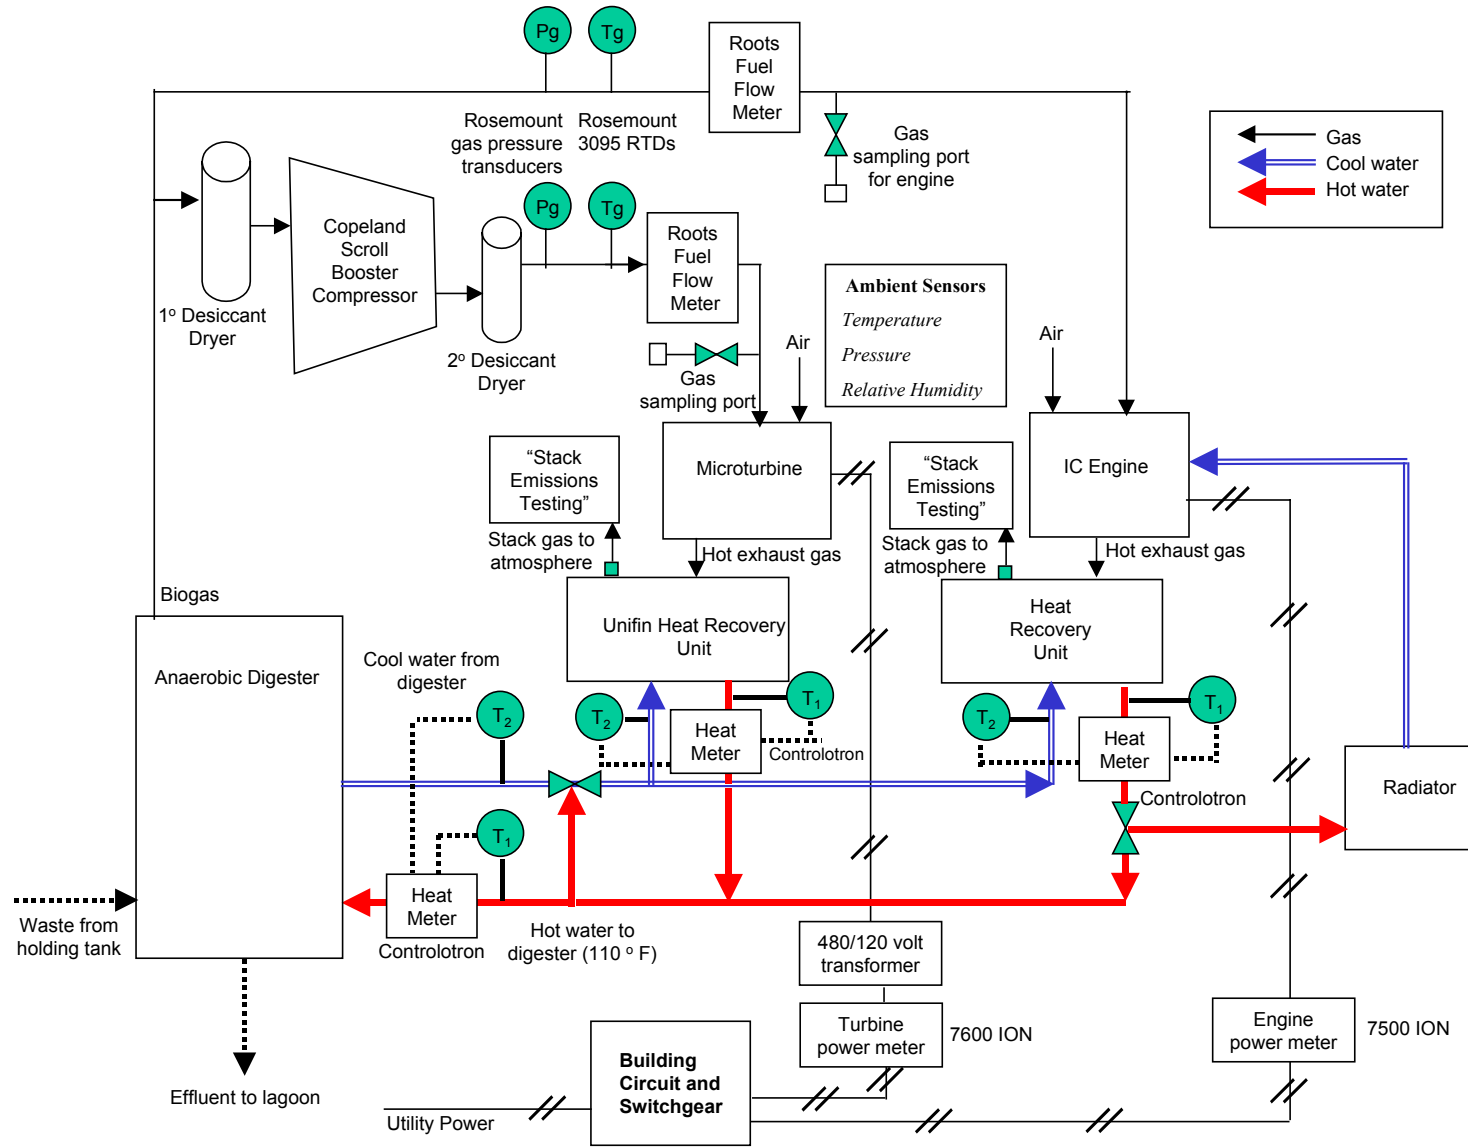 Pg
Tg
Roots
Fuel
Flow
Meter
Rosemount
gas pressure
transducers
Rosemount
3095 RTDs
Gas
sampling port
for engine
Gas
Cool water
Hot water
Pg
Tg
Copeland
Scroll
Booster
Compressor
Roots
Fuel
Flow
Meter
1o Desiccant
Dryer
2o Desiccant
Dryer
Ambient Sensors
Temperature
Pressure
Relative Humidity
Air
Air
Gas
sampling port
“Stack
Emissions
Testing”
Microturbine
“Stack
Emissions
Testing”
IC Engine
Stack gas to
atmosphere
Hot exhaust gas
Stack gas to
atmosphere
Hot exhaust gas
Biogas
Unifin Heat Recovery
Unit
Heat
Recovery
Unit
Anaerobic Digester
Cool water from
digester
T2
T2
T1
Heat
Meter
Controlotron
T2
T1
Heat
Meter
Controlotron
Radiator
T1
Heat
Meter
Controlotron
Waste from
holding tank
Hot water to
digester (110 o F)
480/120 volt
transformer
Turbine
power meter
7600 ION
Engine
power meter
7500 ION
Building
Circuit and
Switchgear
Effluent to lagoon
Utility Power